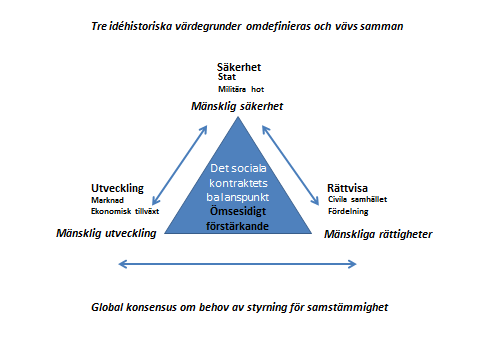 Tre idéhistoriska värdegrunder omdefinieras och vävs samman
Säkerhet
Stat
Militära hot
Mänsklig säkerhet
Det sociala
kontraktets
balanspunkt
Ömsesidigt
förstärkande
Utveckling
Marknad
Ekonomisk tillväxt
Mänsklig utveckling
Rättvisa
Civila samhället
Fördelning
Mänskliga rättigheter
Global konsensus om behov av styrning för samstämmighet